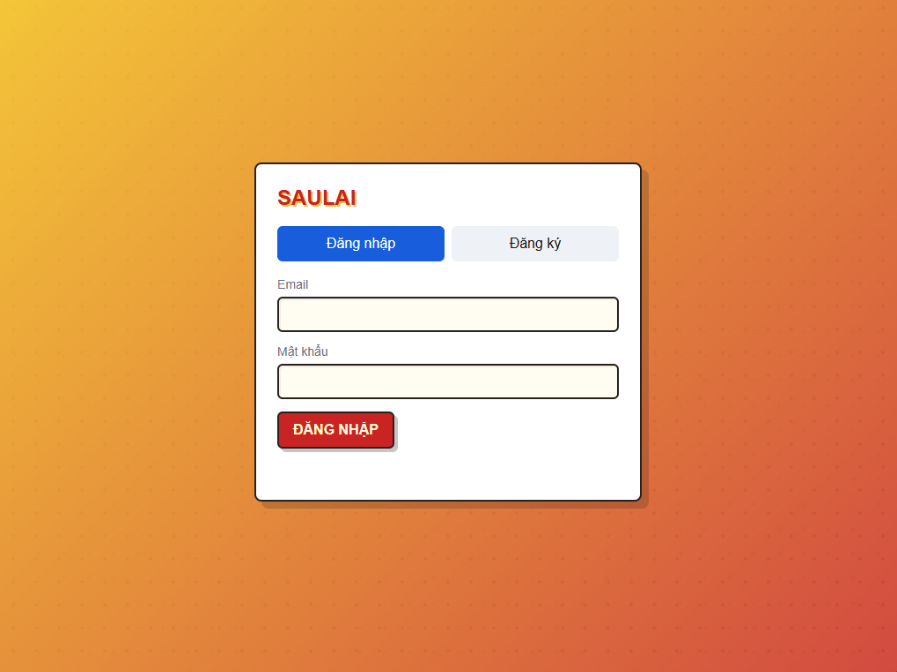 SAULAI
Đăng nhập Đăng ký
Email
Mật khẩu
ĐĂNG NHẬP